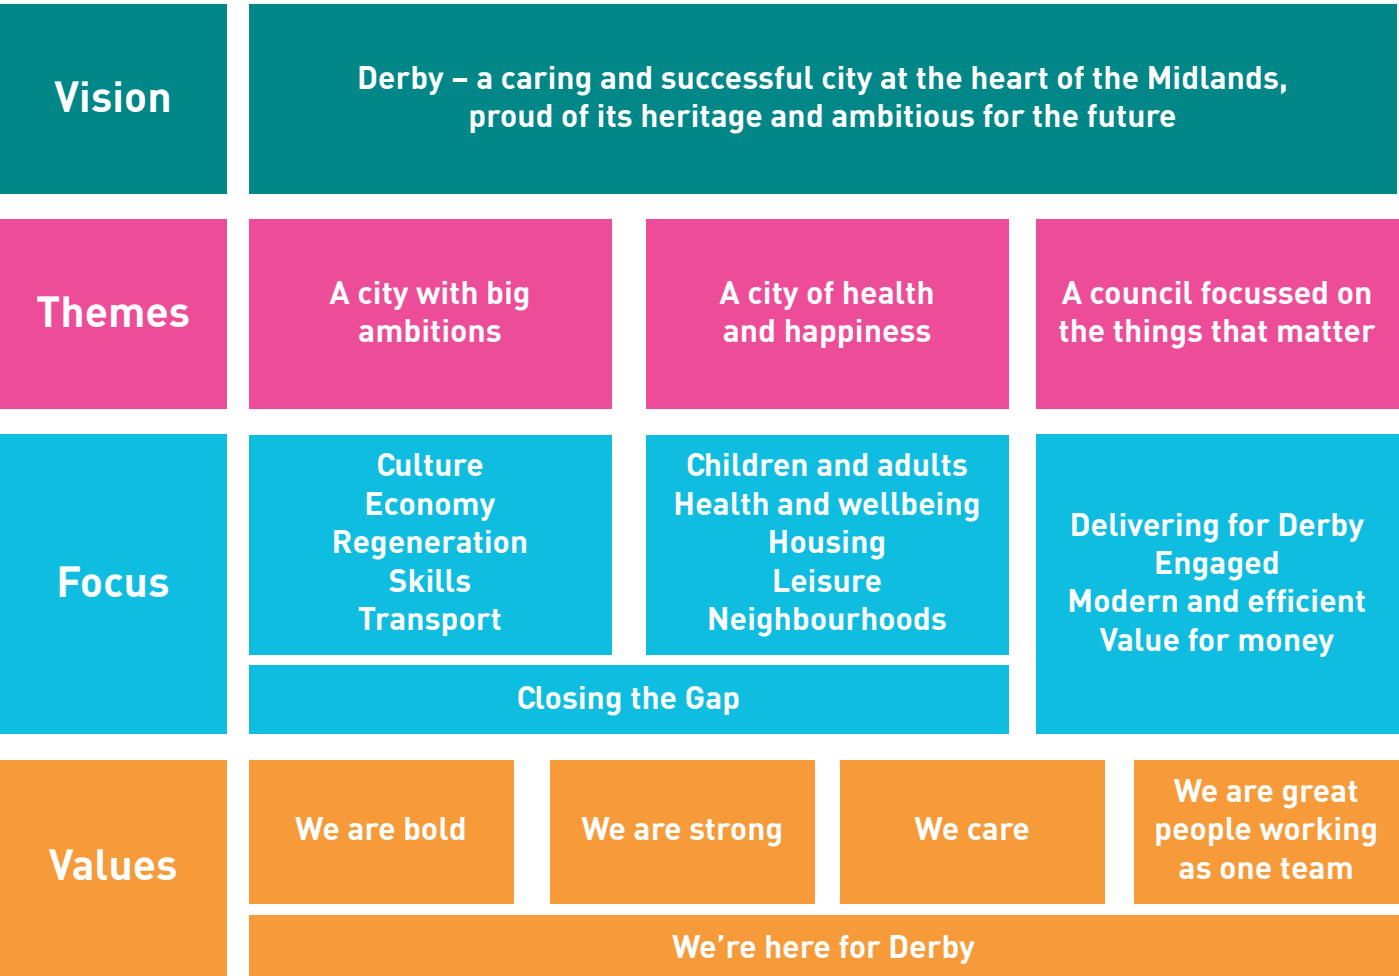 Vision
Derby – a caring and successful city at the heart of the Midlands,
proud of its heritage and ambitious for the future
Themes
A city with big
ambitions
A city of health
and happiness
A council focussed on
the things that matter
Focus
Culture
Economy
Regeneration
Skills
Transport
Children and adults
Health and wellbeing
Housing
Leisure
Neighbourhoods
Closing the Gap
Delivering for Derby
Engaged
Modern and efficient
Value for money
Values
We are bold
We are strong
We care
We are great
people working
as one team
We’re here for Derby